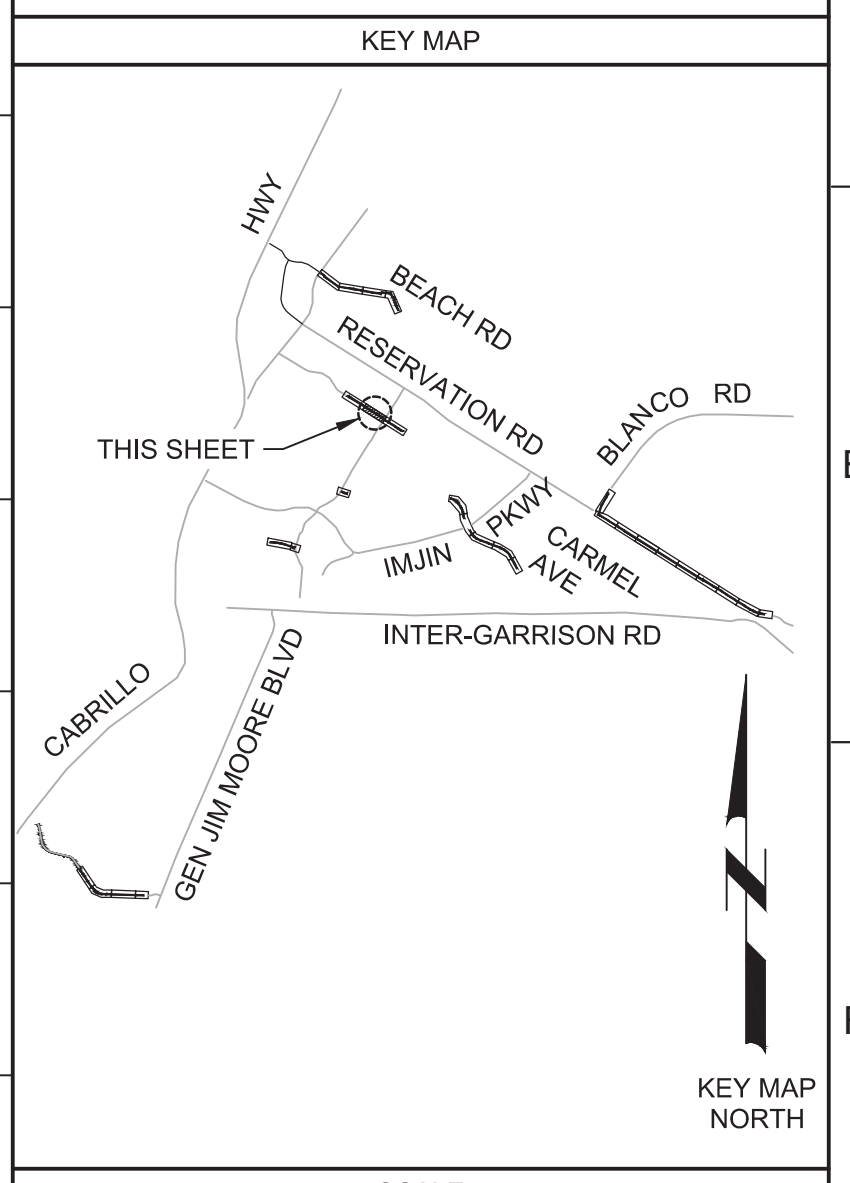 KEY MAP
HWY
BEACH RD
RESERVATION RD
BLANCO RD
THIS SHEET
PKWY
CARMEL
AVE
IMJIN
INTER-GARRISON RD
CABRILLO
GEN JIM MOORE BLVD
KEY MAP
NORTH